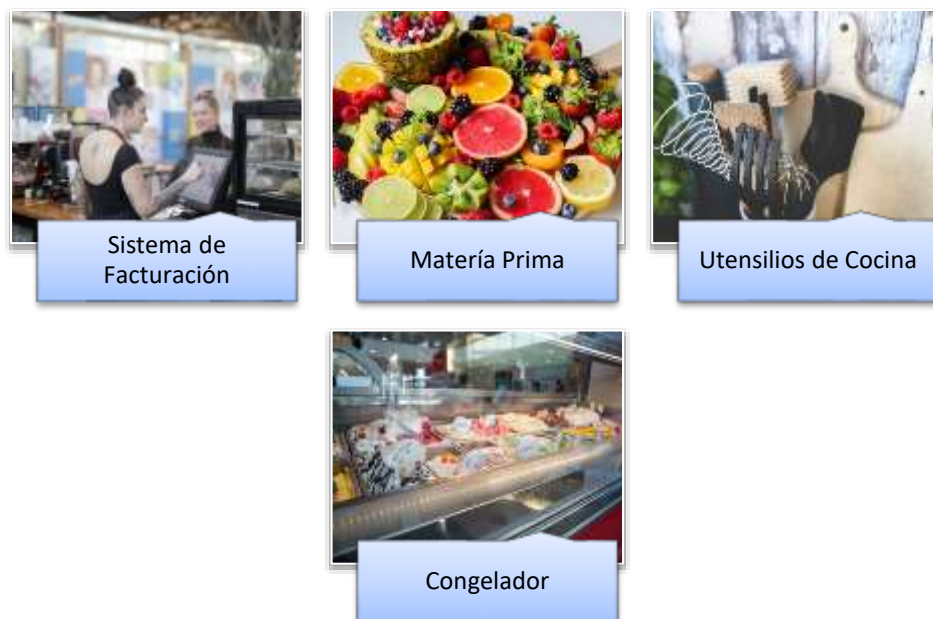 Sistema de
Facturación
Matería Prima
Utensilios de Cocina
Congelador